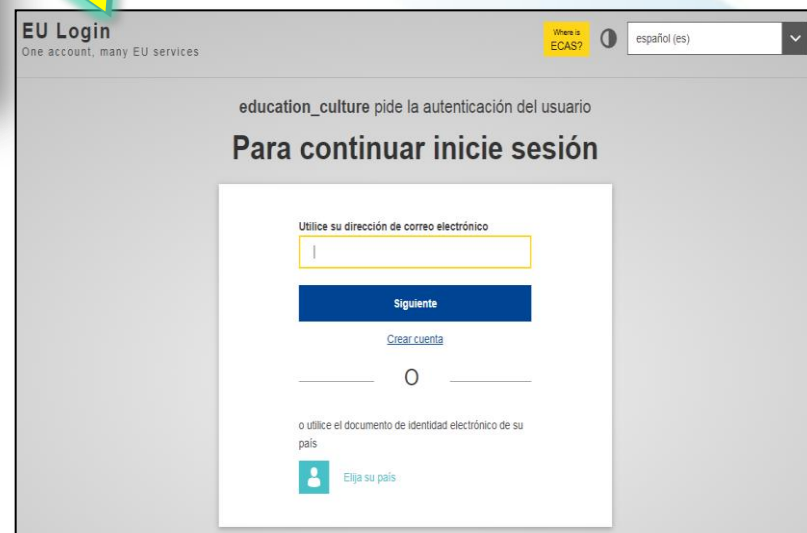 EU Login
One account, many EU services
Where is
ECAS?
español (es)
education_culture pide la autenticación del usuario
Para continuar inicie sesión
Utilice su dirección de correo electrónico
Siguiente
Crear cuenta
O
o utilice el documento de identidad electrónico de su
país
Elija su país